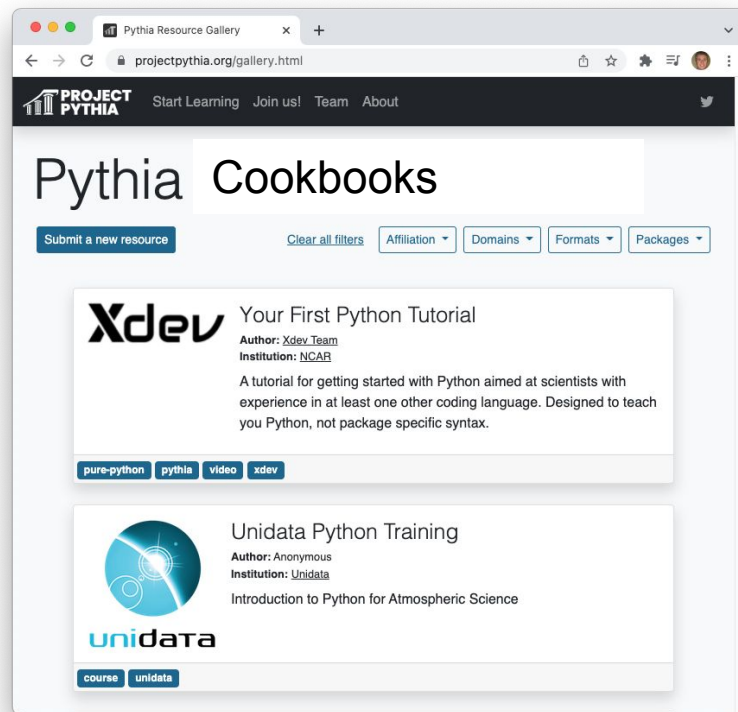 Pythia Resource Gallery
projectpythia.org/gallery.html
PROJECT PYTHIA Start Learning Join us! Team About
Pythia Cookbooks
Submit a new resource Clear all filters Affiliation Domains Formats Packages
Xdev
Your First Python Tutorial
Author: Xdev Team
Institution: NCAR
A tutorial for getting started with Python aimed at scientists with
experience in at least one other coding language. Designed to teach
you Python, not package specific syntax.
pure-python pythia video xdev
Unidata Python Training
Author: Anonymous
Institution: Unidata
Introduction to Python for Atmospheric Science
unidata
course unidata